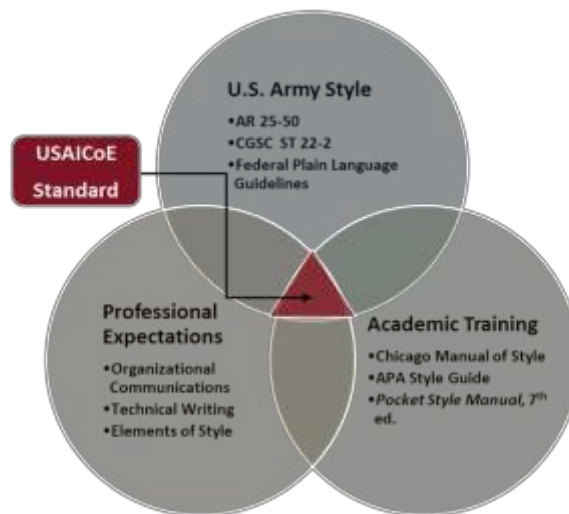 U.S. Army Style
•AR 25-50
•CGSC ST 22-2
•Federal Plain Language
Guidelines
USAICoE
Standard
Professional
Expectations
•Organizational
Communications
•Technical Writing
•Elements of Style
Academic Training
•Chicago Manual of Style
•APA Style Guide
•Pocket Style Manual, 7th
ed.